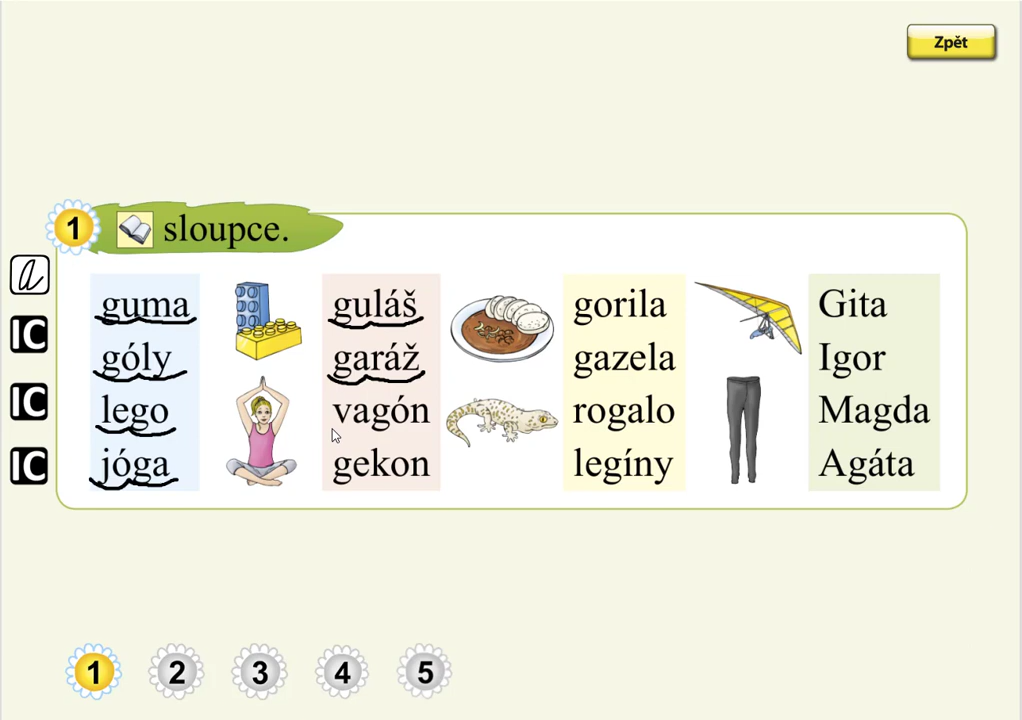 Zpět
1 sloupce.
a
IC
IC
IC
guma
góly
lego
jóga
guláš
garáž
vagón
gekon
gorila
gazela
rogalo
legíny
Gita
Igor
Magda
Agáta
1 2 3 4 5